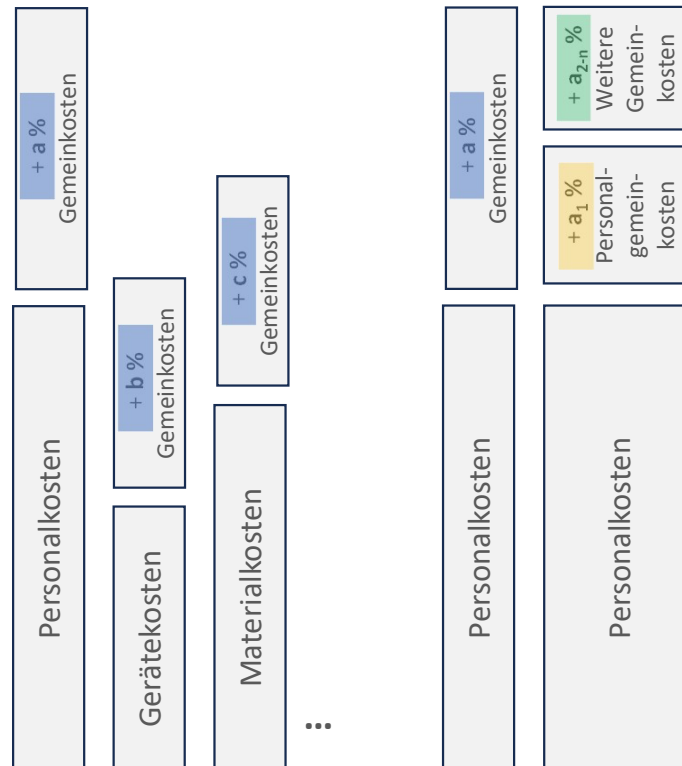 Personalkosten
+ a %
Gemeinkosten
Gerätekosten
+ b %
Gemeinkosten
Materialkosten
+ c %
Gemeinkosten
...
Personalkosten
+ a %
Gemeinkosten
Personalkosten
+ a₁ %
Personal-
gemein-
kosten
+ a₂₋ₙ %
Weitere
Gemein-
kosten